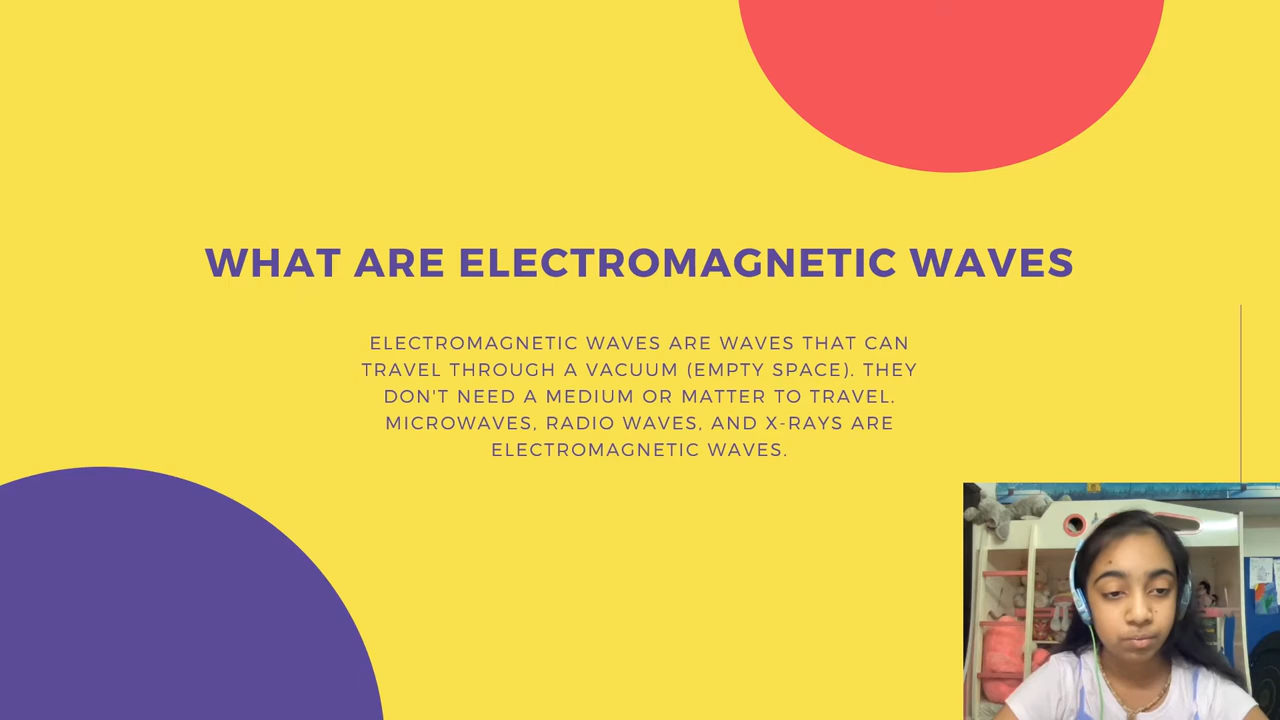 WHAT ARE ELECTROMAGNETIC WAVES
ELECTROMAGNETIC WAVES ARE WAVES THAT CAN
TRAVEL THROUGH A VACUUM (EMPTY SPACE). THEY
DON'T NEED A MEDIUM OR MATTER TO TRAVEL.
MICROWAVES, RADIO WAVES, AND X-RAYS ARE
ELECTROMAGNETIC WAVES.